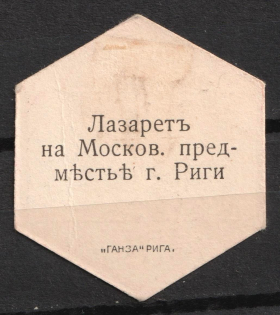 Лазаретъ
на Москов. пред-
мѣстьѣ г. Риги
„ГАНЗА“ РИГА.